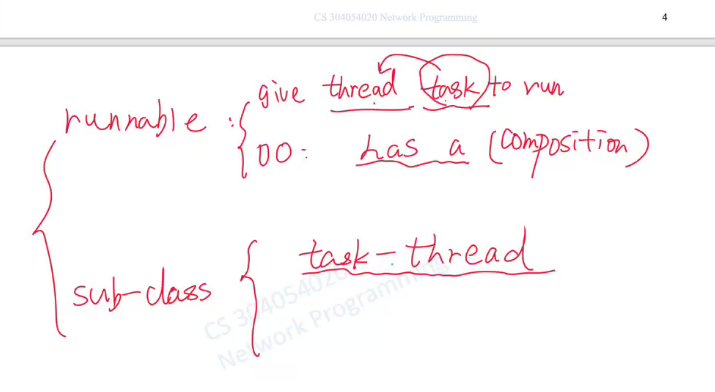 CS 304054020 Network Programming
4
give thread task to run
runnable :
OO: has a (composition)
task-thread
sub-class
CS 304054020
Network Programming